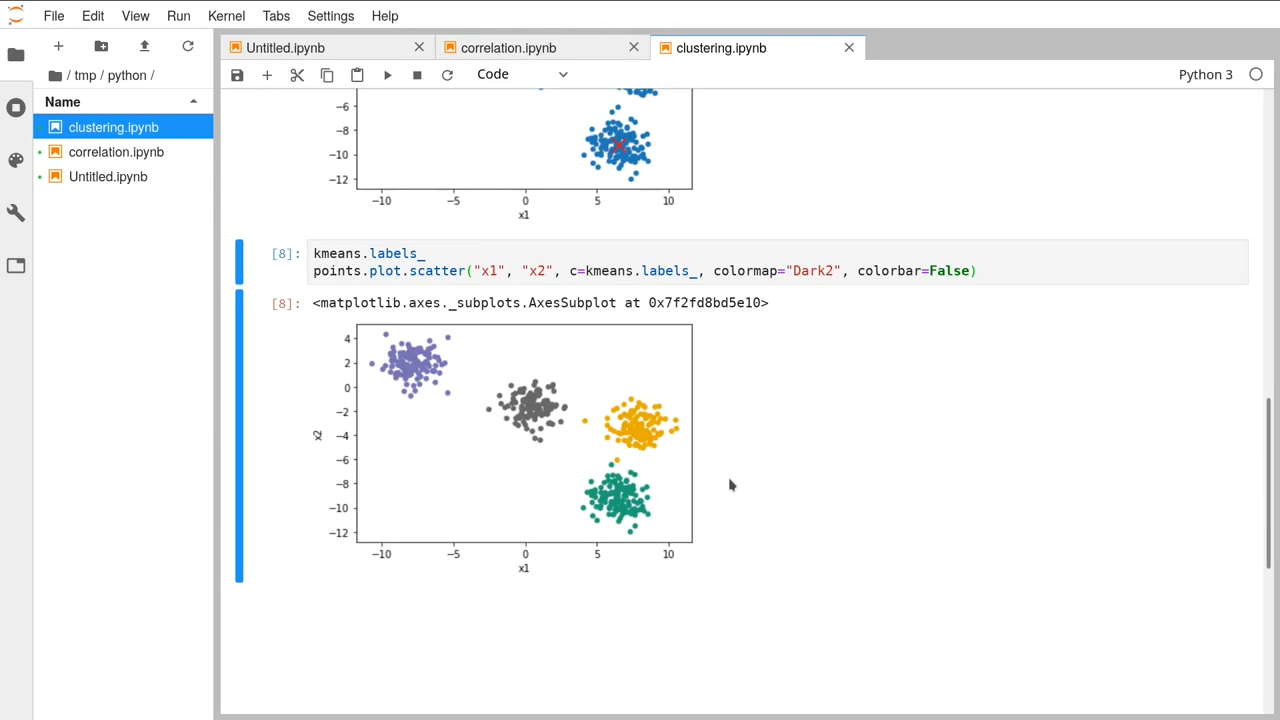 File Edit View Run Kernel Tabs Settings Help
/ tmp / python /
Name
clustering.ipynb
correlation.ipynb
Untitled.ipynb
Untitled.ipynb correlation.ipynb clustering.ipynb
Code Python 3
−6
−8
−10
−12
−10 −5 0 5 10
x1
[8]: kmeans.labels_
points.plot.scatter("x1", "x2", c=kmeans.labels_, colormap="Dark2", colorbar=False)
[8]: <matplotlib.axes._subplots.AxesSubplot at 0x7f2fd8bd5e10>
4
2
0
−2
−4
−6
−8
−10
−12
x2
−10 −5 0 5 10
x1